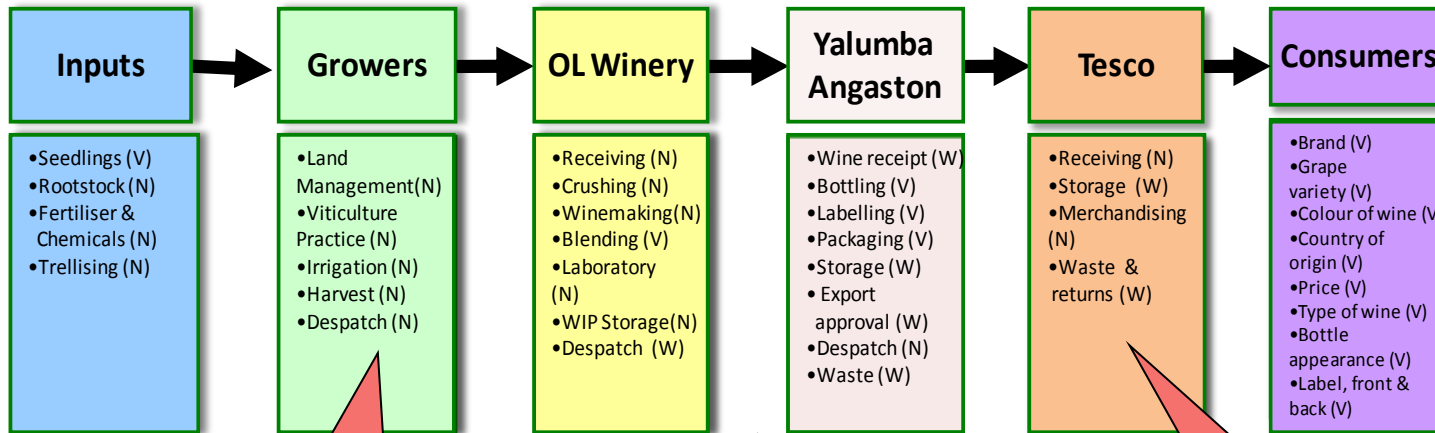 Inputs
Growers
OL Winery
Yalumba
Angaston
Tesco
Consumers
•Seedlings (V)
•Rootstock (N)
•Fertiliser &
Chemicals (N)
•Trellising (N)
•Land
Management(N)
•Viticulture
Practice (N)
•Irrigation (N)
•Harvest (N)
•Despatch (N)
•Receiving (N)
•Crushing (N)
•Winemaking(N)
•Blending (V)
•Laboratory
(N)
•WIP Storage(N)
•Despatch (W)
•Wine receipt (W)
•Bottling (V)
•Labelling (V)
•Packaging (V)
•Storage (W)
• Export
approval (W)
•Despatch (N)
•Waste (W)
•Receiving (N)
•Storage (W)
•Merchandising
(N)
•Waste &
returns (W)
•Brand (V)
•Grape
variety (V)
•Colour of wine (V
•Country of
origin (V)
•Price (V)
•Type of wine (V)
•Bottle
appearance (V)
•Label, front &
back (V)